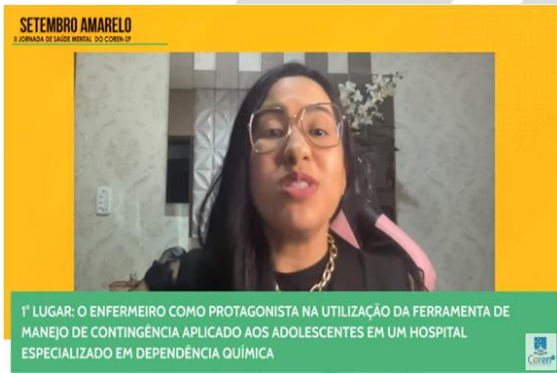 SETEMBRO AMARELO
II JORNADA DE SAÚDE MENTAL DO COREN-SP
1º LUGAR: O ENFERMEIRO COMO PROTAGONISTA NA UTILIZAÇÃO DA FERRAMENTA DE
MANEJO DE CONTINGÊNCIA APLICADO AOS ADOLESCENTES EM UM HOSPITAL
ESPECIALIZADO EM DEPENDÊNCIA QUÍMICA
Coren